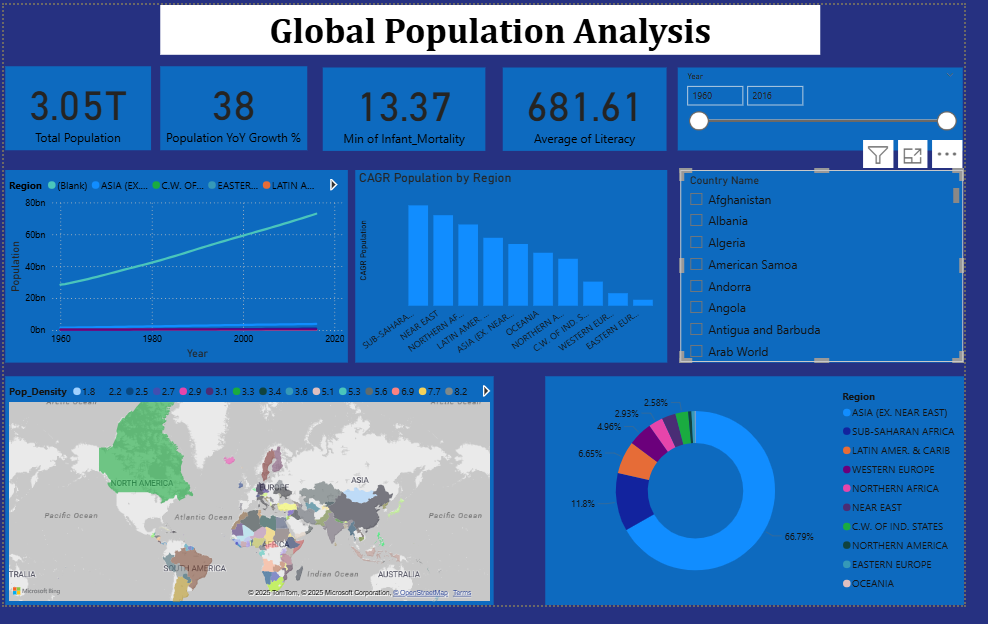 Global Population Analysis
3.05T
Total Population
38
Population YoY Growth %
13.37
Min of Infant_Mortality
681.61
Average of Literacy
Year
1960
2016
Region (Blank) ASIA (EX.... C.W. OF... EASTER... LATIN A...
80bn
60bn
40bn
20bn
0bn
Population
1960 1980 2000 2020
Year
CAGR Population by Region
CAGR Population
SUB-SAHARA...
NEAR EAST
NORTHERN AF...
LATIN AMER. ...
ASIA (EX. NEAR...
OCEANIA
NORTHERN A...
C.W. OF IND. S...
WESTERN EUR...
EASTERN EUR...
Country Name
Afghanistan
Albania
Algeria
American Samoa
Andorra
Angola
Antigua and Barbuda
Arab World
Pop_Density 1.8 2.2 2.5 2.7 2.9 3.1 3.3 3.4 3.6 5.1 5.3 5.6 6.9 7.7 8.2
Arctic Ocean
Arctic Ocean
NORTH AMERICA
EUROPE
ASIA
Pacific Ocean
Atlantic Ocean
Pacific Ocean
AFRICA
SOUTH AMERICA
Indian Ocean
TRALIA
AUSTRALIA
Microsoft Bing
© 2025 TomTom, © 2025 Microsoft Corporation, © OpenStreetMap Terms
2.58%
2.93%
4.96%
6.65%
11.8%
66.79%
Region
ASIA (EX. NEAR EAST)
SUB-SAHARAN AFRICA
LATIN AMER. & CARIB
WESTERN EUROPE
NORTHERN AFRICA
NEAR EAST
C.W. OF IND. STATES
NORTHERN AMERICA
EASTERN EUROPE
OCEANIA